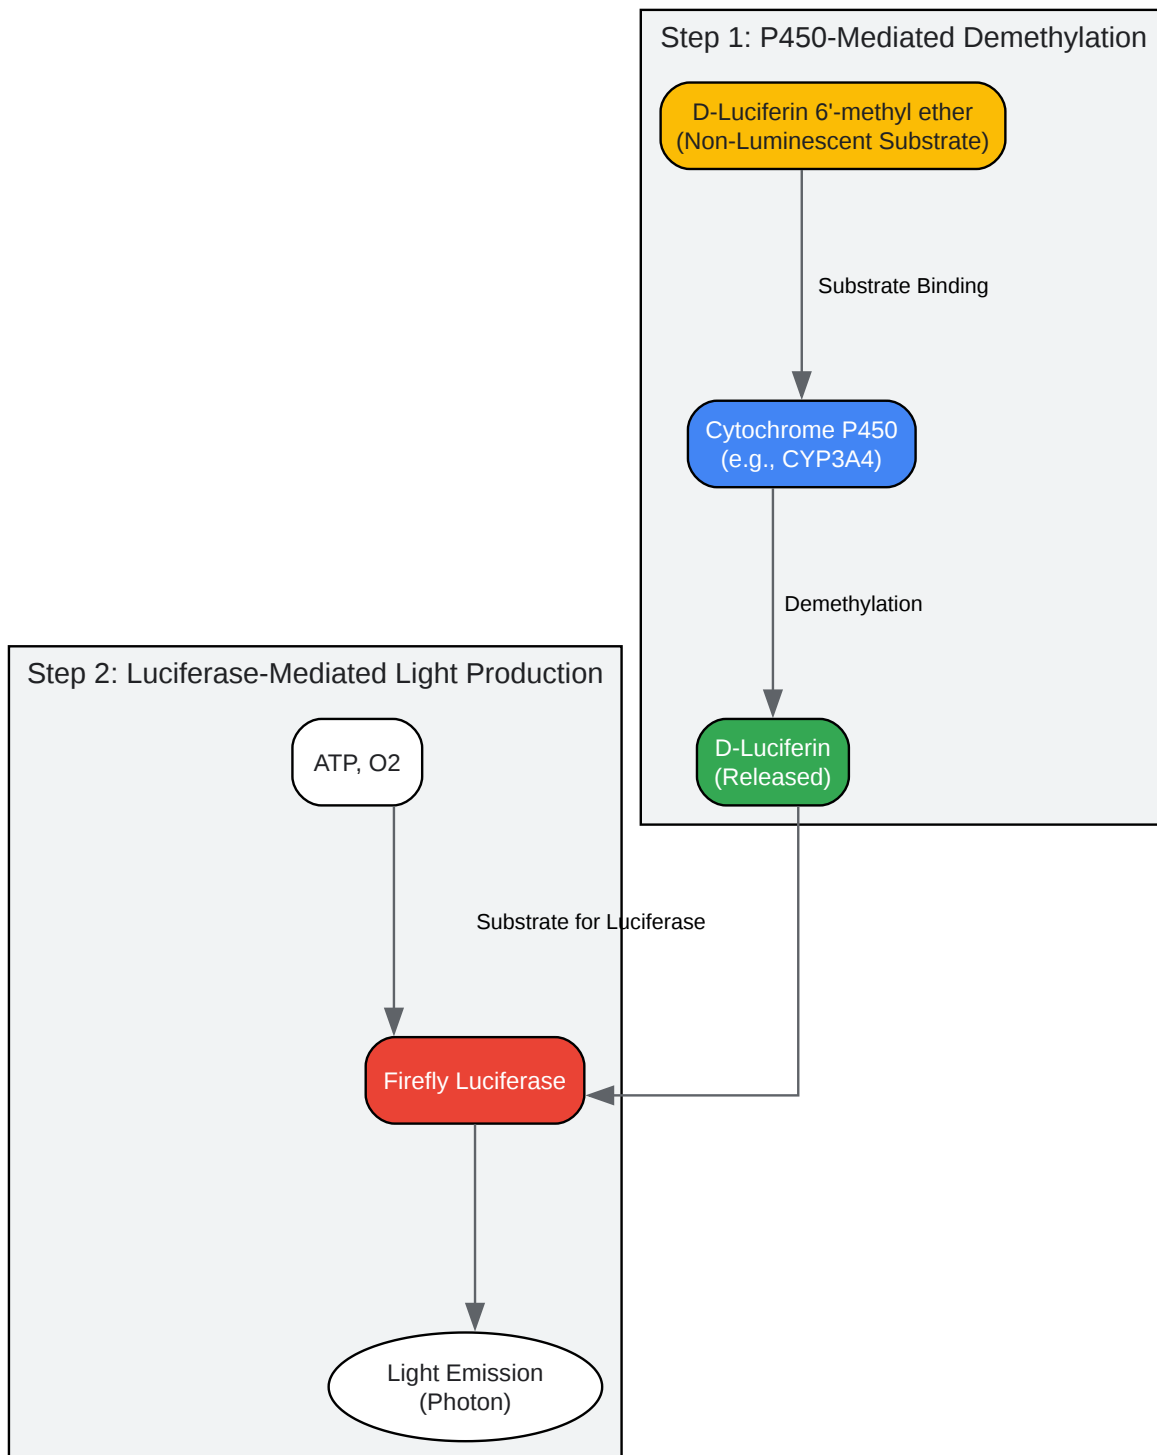 Step 1: P450-Mediated Demethylation
D-Luciferin 6'-methyl ether
(Non-Luminescent Substrate)
Substrate Binding
Cytochrome P450
(e.g., CYP3A4)
Demethylation
D-Luciferin
(Released)
Step 2: Luciferase-Mediated Light Production
ATP, O2
Substrate for Luciferase
Firefly Luciferase
Light Emission
(Photon)